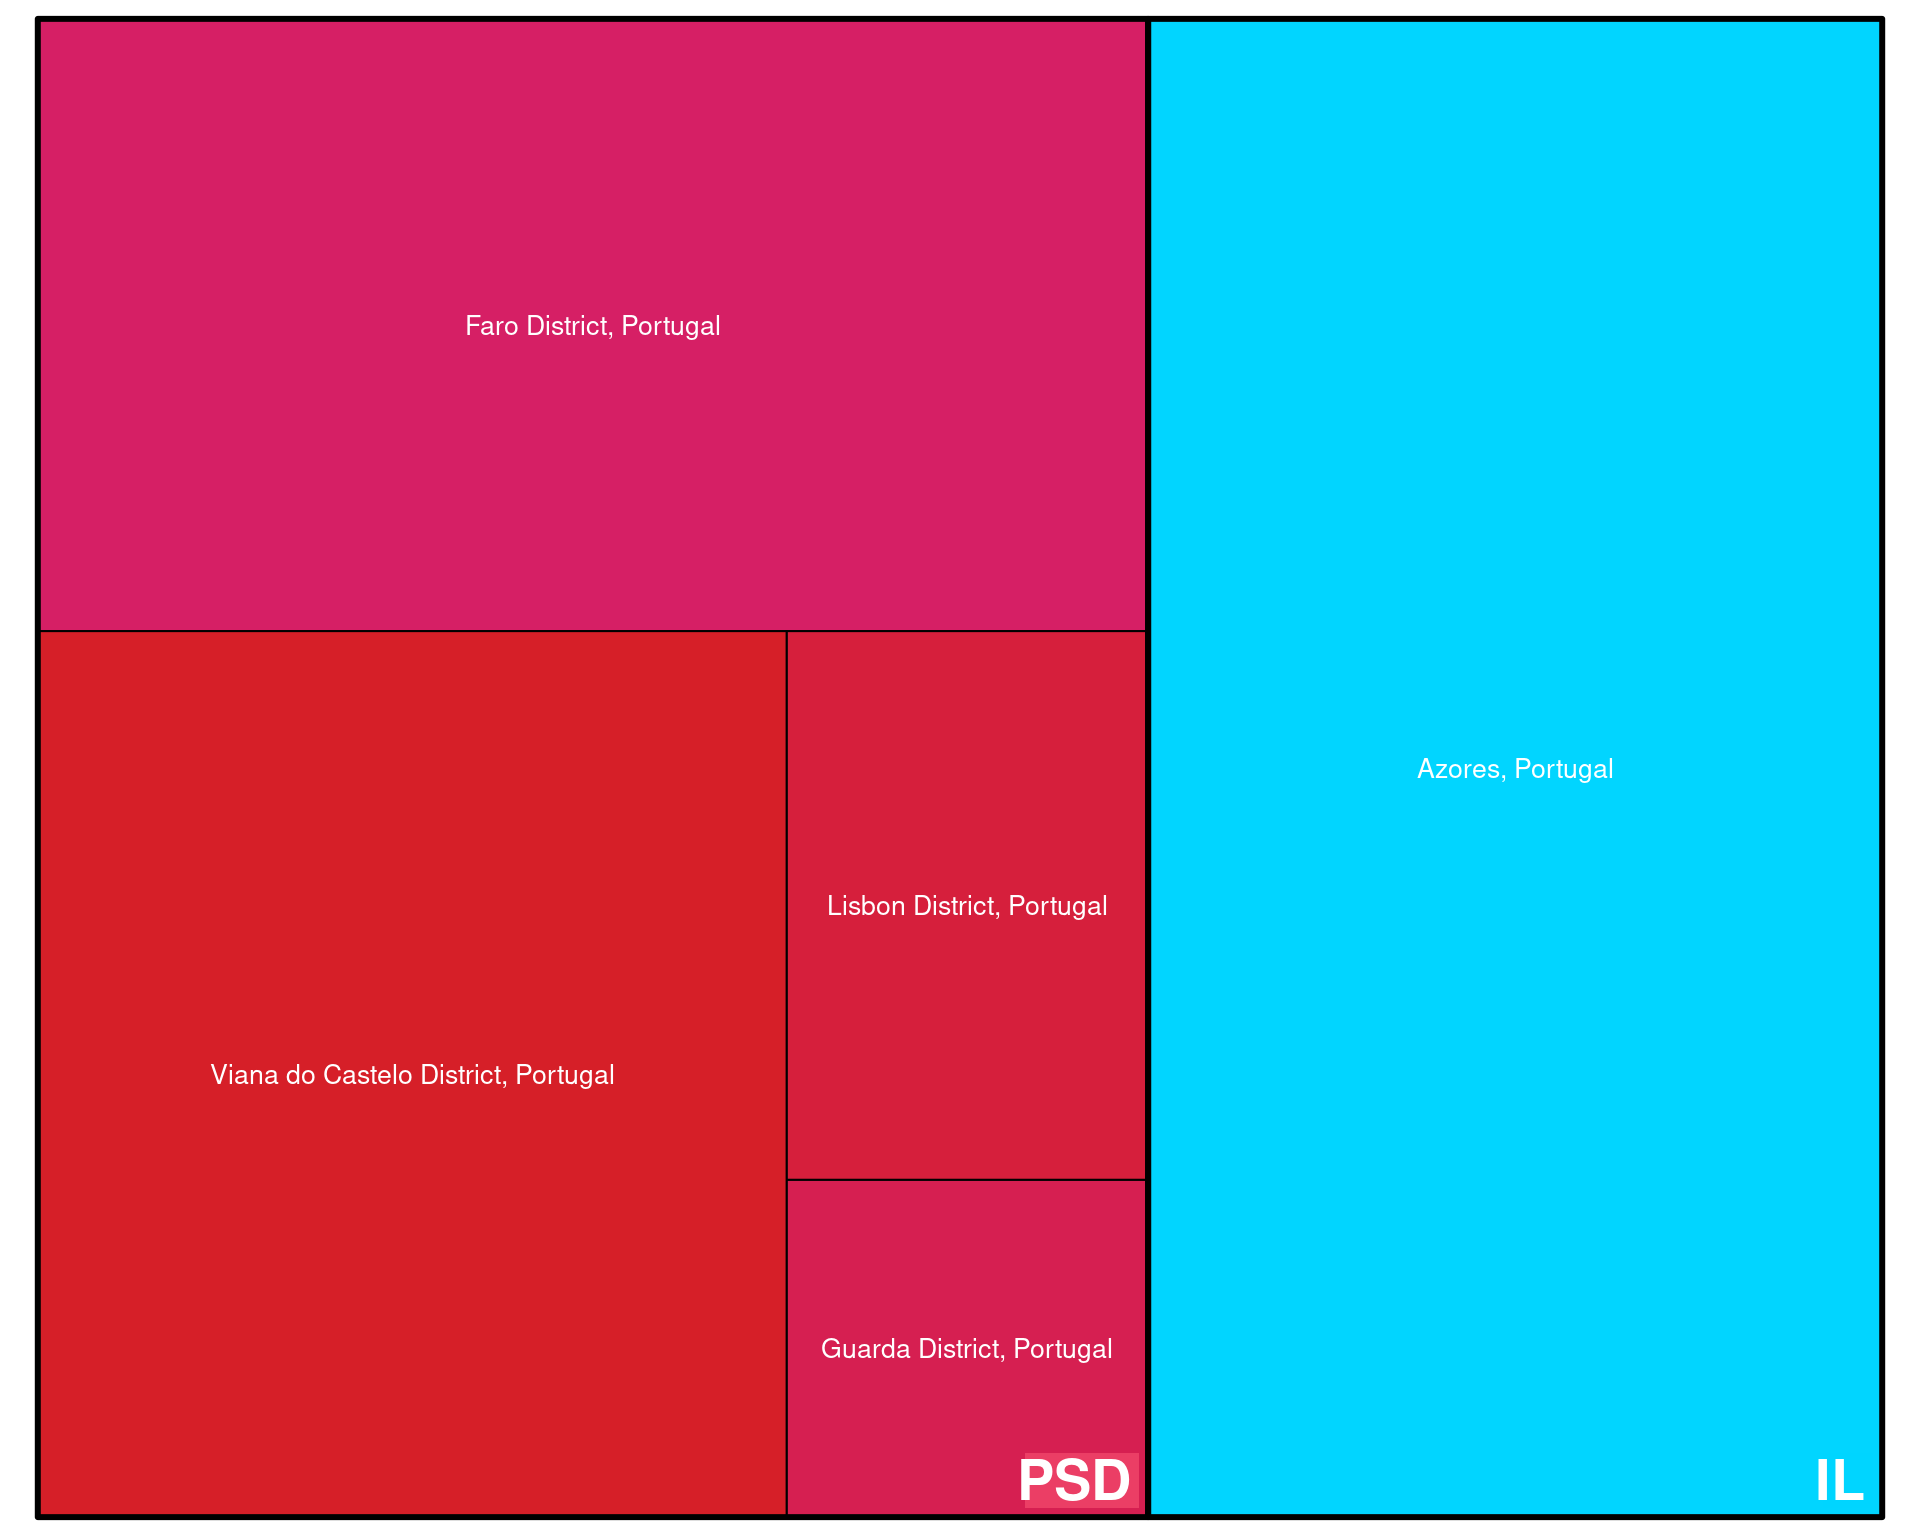 Faro District, Portugal
Azores, Portugal
Lisbon District, Portugal
Viana do Castelo District, Portugal
Guarda District, Portugal
PSD
IL